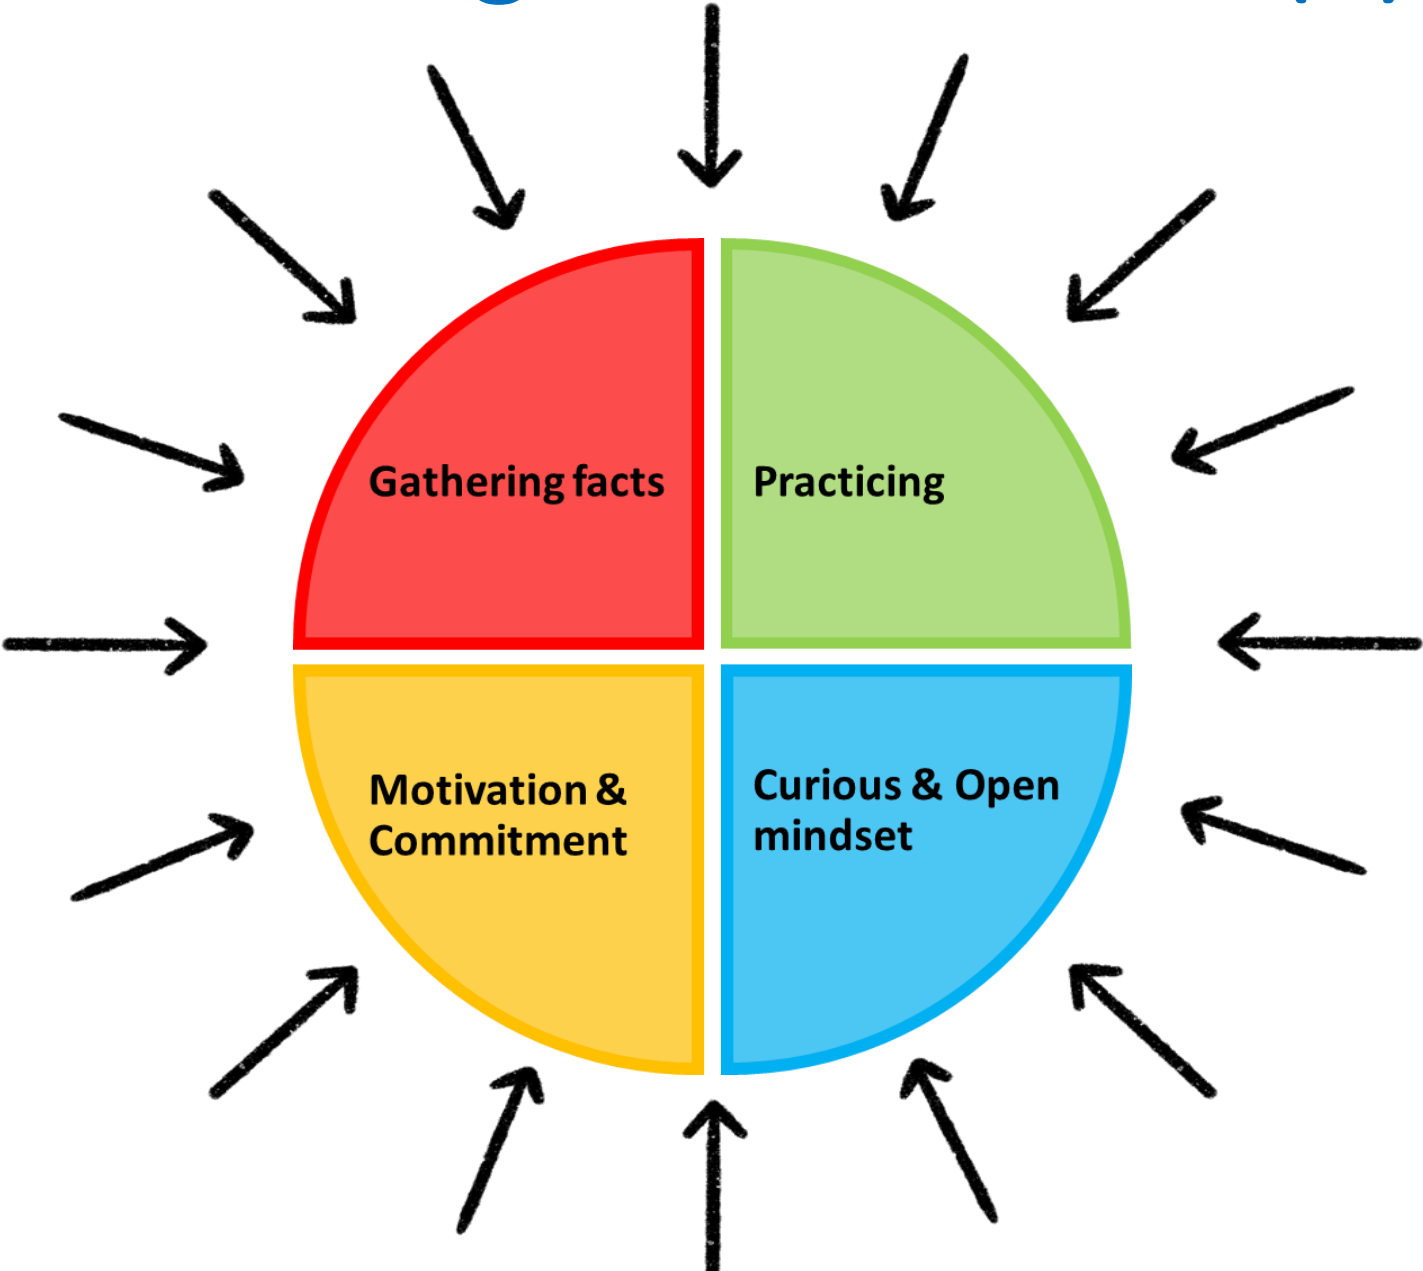 Gathering facts
Practicing
Motivation &
Commitment
Curious & Open
mindset